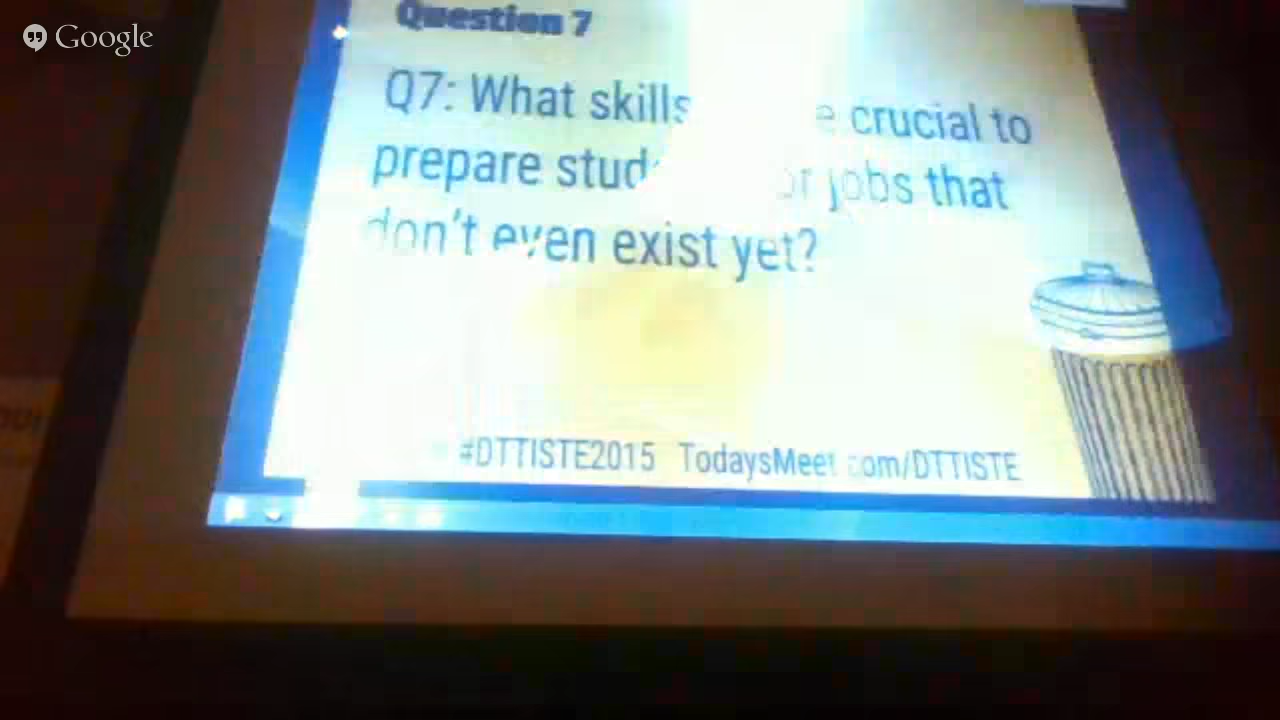 Google
Question 7
Q7: What skills crucial to
prepare jobs that
don't even exist yet?
#DTTISTE2015 TodaysMeet com/DTTISTE